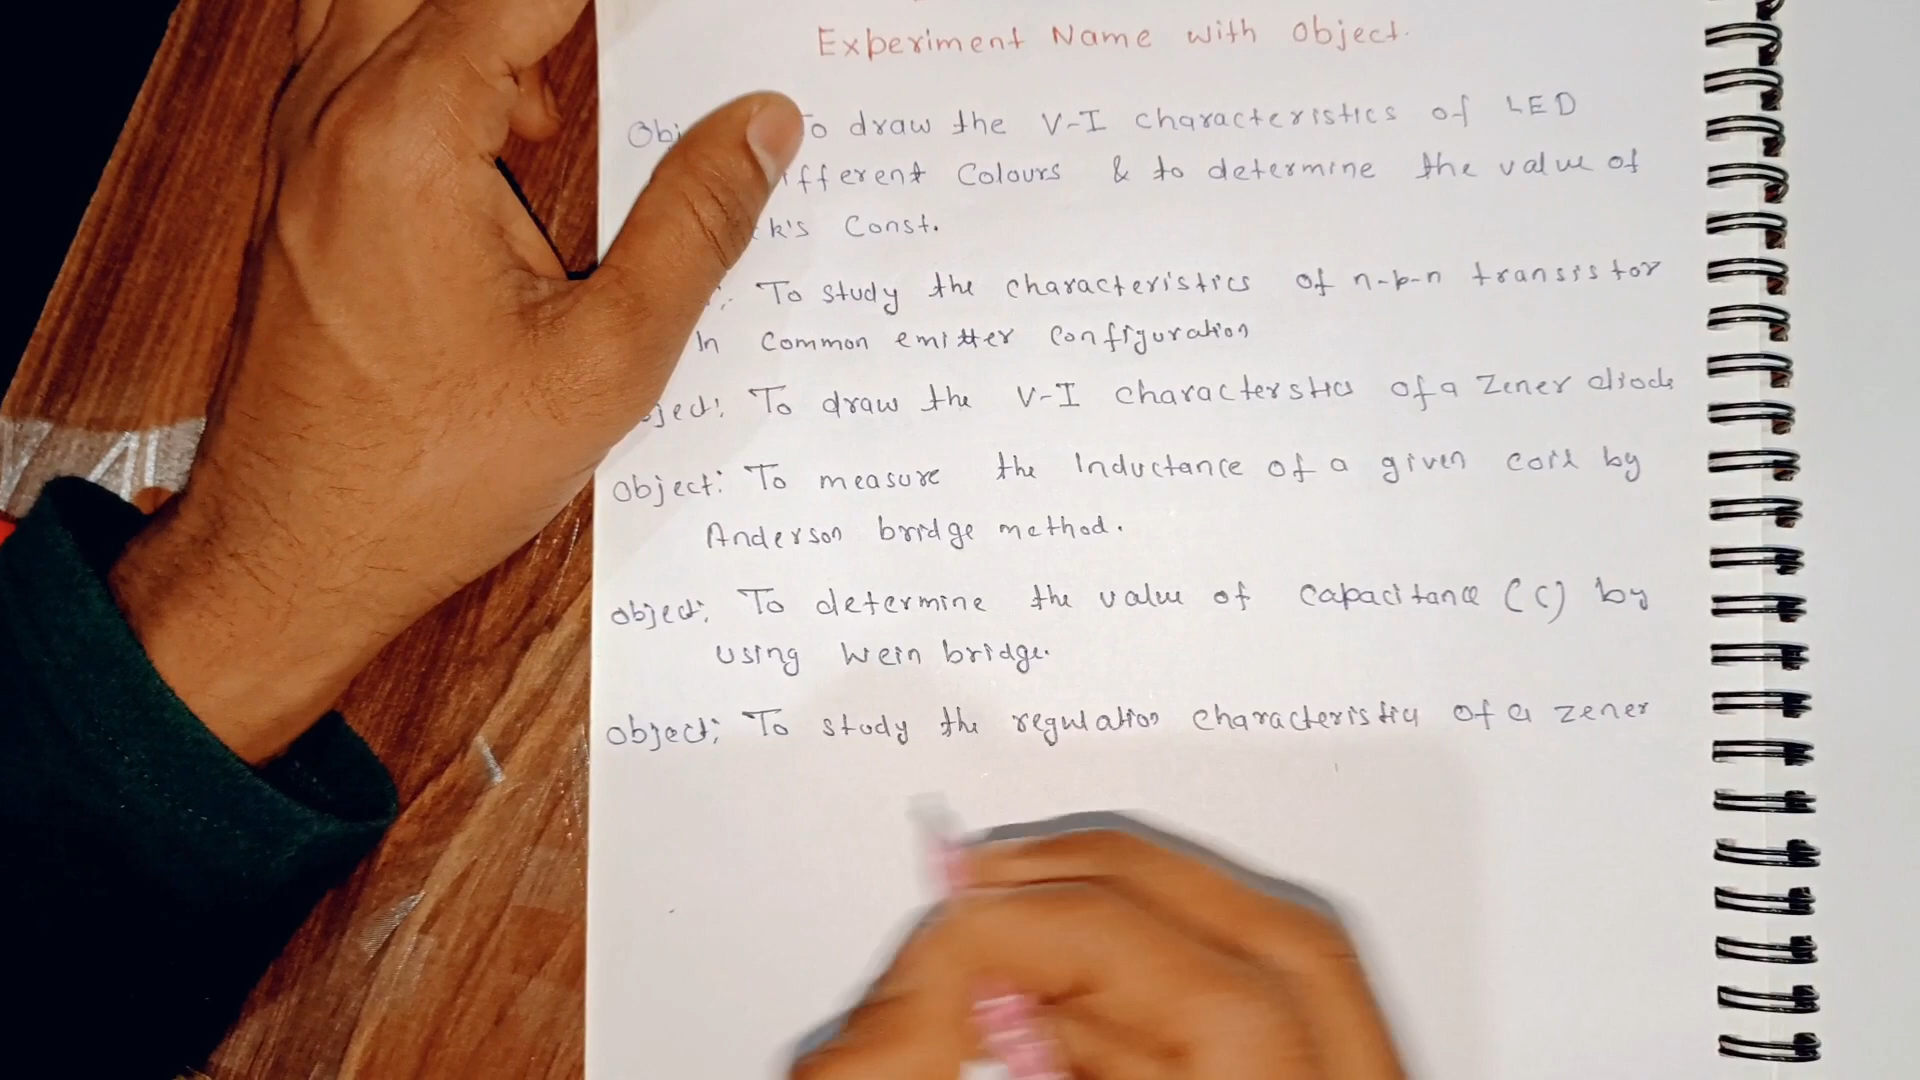 Experiment Name with object.
To draw the V-I characteristics of LED
Colours & to determine the value of
Const.
To study the characteristics of n-p-n transistor
In Common emitter Configuration
To draw the V-I characterstics of a Zener diode
object: To measure the Inductance of a given coil by
Anderson bridge method.
object: To determine the value of capacitance (C) by
using Wein bridge.
object: To study the regulation characteristics of a zener